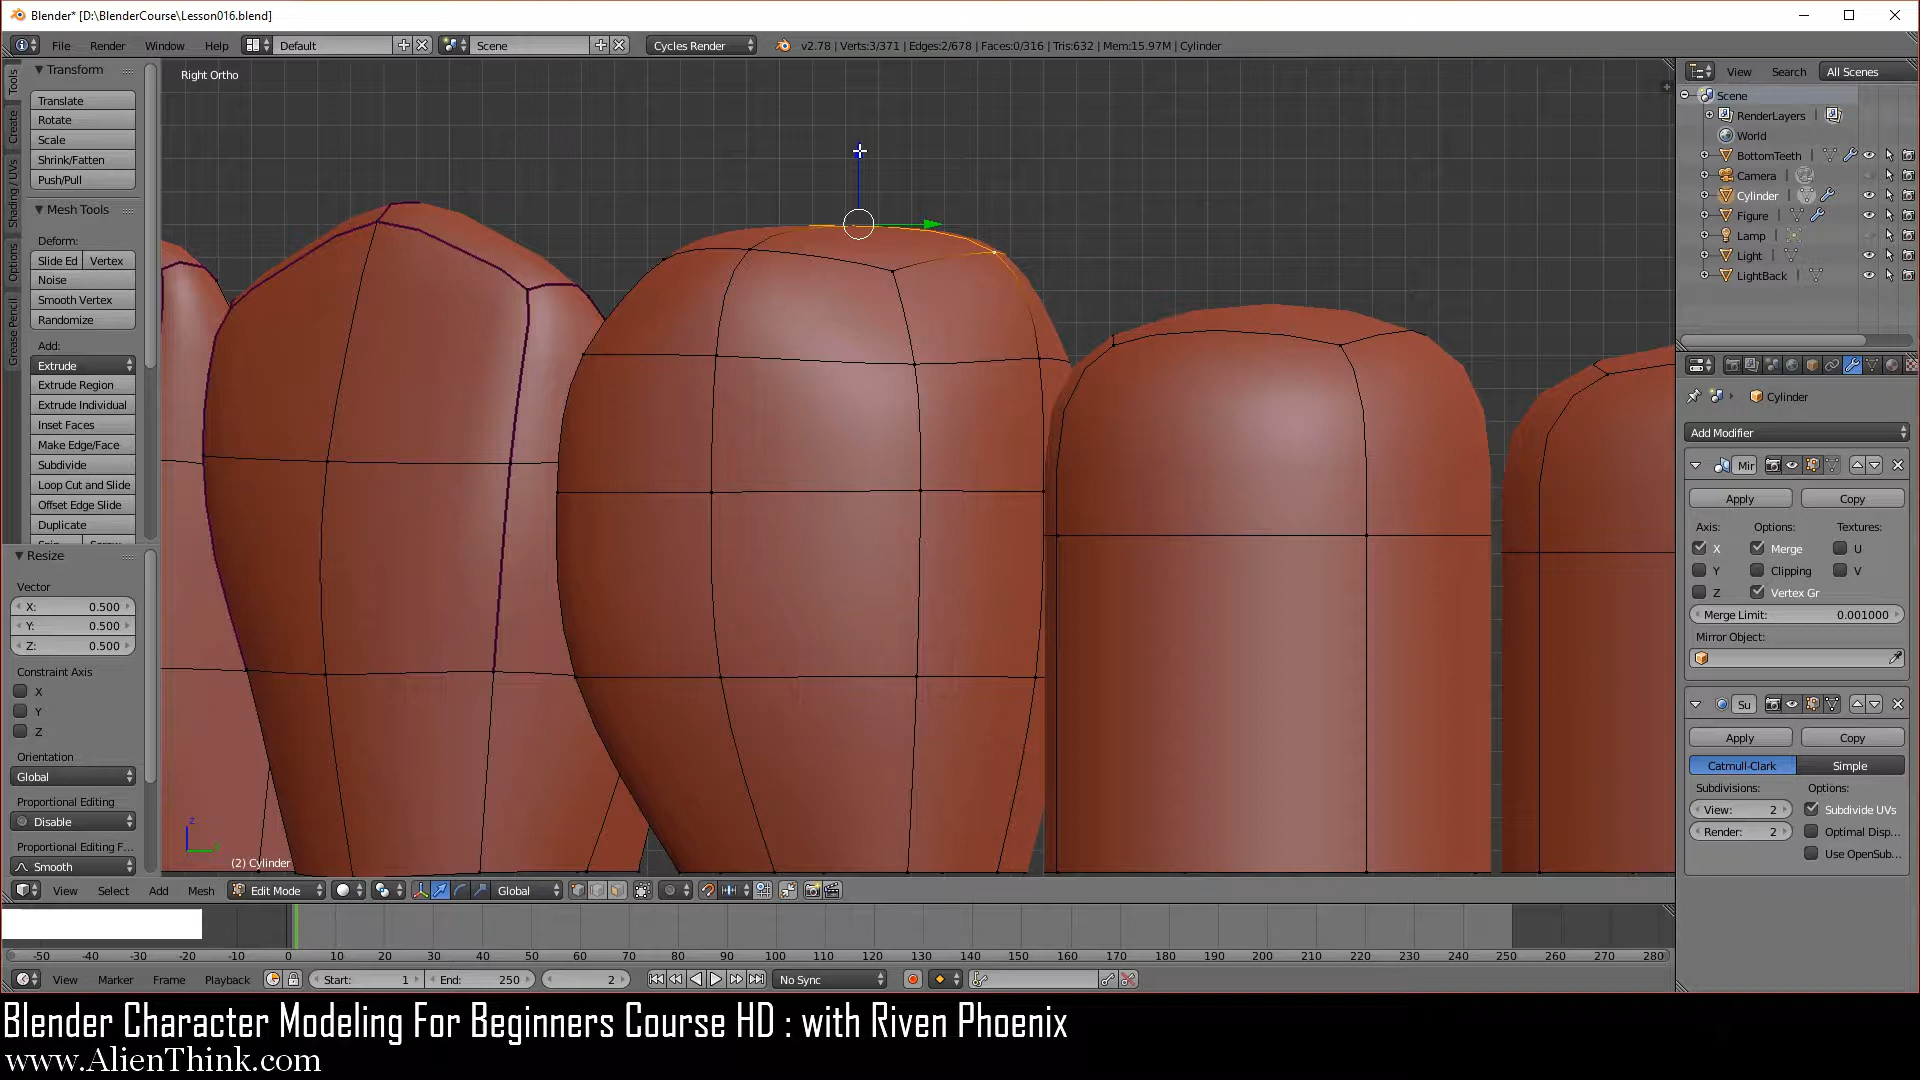 Blender* [D:\BlenderCourse\Lesson016.blend]
File Render Window Help Default Scene Cycles Render v2.78 | Verts:3/371 | Edges:2/678 | Faces:0/316 | Tris:632 | Mem:15.97M | Cylinder
Tools
Create
Shading / UVs
Options
Grease Pencil
Transform
Translate
Rotate
Scale
Shrink/Fatten
Push/Pull
Mesh Tools
Deform:
Slide Ed Vertex
Noise
Smooth Vertex
Randomize
Add:
Extrude
Extrude Region
Extrude Individual
Inset Faces
Make Edge/Face
Subdivide
Loop Cut and Slide
Offset Edge Slide
Duplicate
Resize
Vector
X: 0.500
Y: 0.500
Z: 0.500
Constraint Axis
X
Y
Z
Orientation
Global
Proportional Editing
Disable
Proportional Editing F...
Smooth
Right Ortho
z
(2) Cylinder
View Search All Scenes
Scene
RenderLayers
World
BottomTeeth
Camera
Cylinder
Figure
Lamp
Light
LightBack
Cylinder
Add Modifier
Mir
Apply Copy
Axis: Options: Textures:
X Merge U
Y Clipping V
Z Vertex Gr
Merge Limit: 0.001000
Mirror Object:
Su
Apply Copy
Catmull-Clark Simple
Subdivisions: Options:
View: 2 Subdivide UVs
Render: 2 Optimal Disp...
Use OpenSub...
View Select Add Mesh Edit Mode Global
-50 -40 -30 -20 -10 0 10 20 30 40 50 60 70 80 90 100 110 120 130 140 150 160 170 180 190 200 210 220 230 240 250 260 270 280
View Marker Frame Playback Start: 1 End: 250 2 No Sync
Blender Character Modeling For Beginners Course HD : with Riven Phoenix
www.AlienThink.com